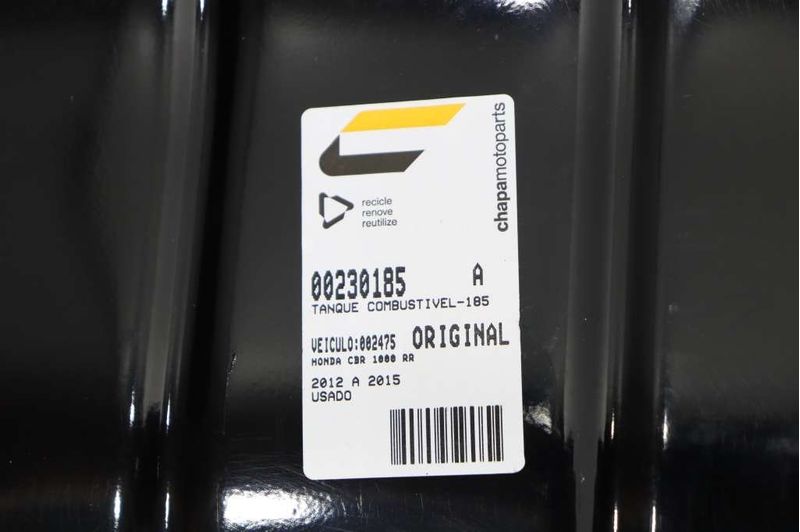 chapamotoparts
recicle
renove
reutilize
00230185 A
TANQUE COMBUSTIVEL-185
VEICULO:002475 ORIGINAL
HONDA CBR 1000 RR
2012 A 2015
USADO